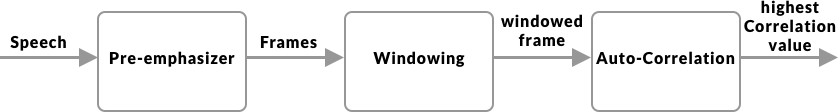 Speech
Pre-emphasizer
Frames
Windowing
windowed
frame
Auto-Correlation
highest
Correlation
value